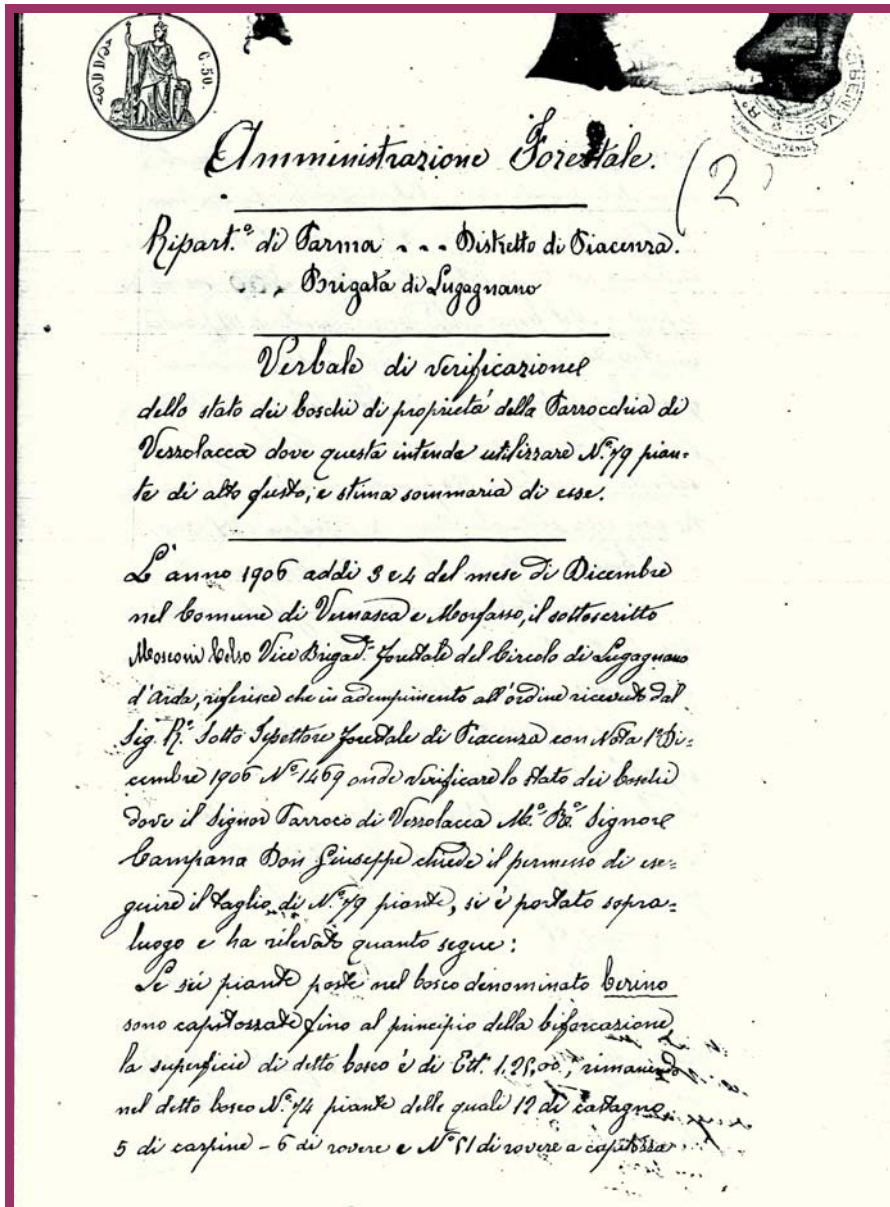 C. 50.
Amministrazione Forestale.
(2)
Ripart.º di Parma - - - Distretto di Piacenza.
Brigata di Lugagnano
Verbale di verificazione
dello stato dei boschi di proprietà della Parrocchia di
Vezzolacca dove questa intende utilizzare N.º 79 pian=
te di alto fusto, e stima sommaria di esse.
L'anno 1906 addì 3 e 4 del mese di Dicembre
nel Comune di Vernasca e Morfasso, il sottoscritto
Mosconi Celso Vice Brigad.re forestale del Circolo di Lugagnano
d'Arda, riferisce che in adempimento all'ordine ricevuto dal
Sig. R.º Sotto Ispettore forestale di Piacenza con Nota 1º Di=
cembre 1906 Nº 1469 onde verificare lo stato dei boschi
dove il Signor Parroco di Vezzolacca M.º R.º Signore
Campana Don Giuseppe chiede il permesso di ese=
guire il taglio di N.º 79 piante, si è portato sopra=
luogo e ha rilevato quanto segue:
Le sei piante poste nel bosco denominato Cerino
sono capitozzate fino al principio della biforcazione,
la superficie di detto bosco è di Ett. 1.25,00, rimanendo
nel detto bosco N.º 74 piante delle quali 12 di castagno,
5 di carpine - 6 di rovere e Nº 51 di rovere a capitozza